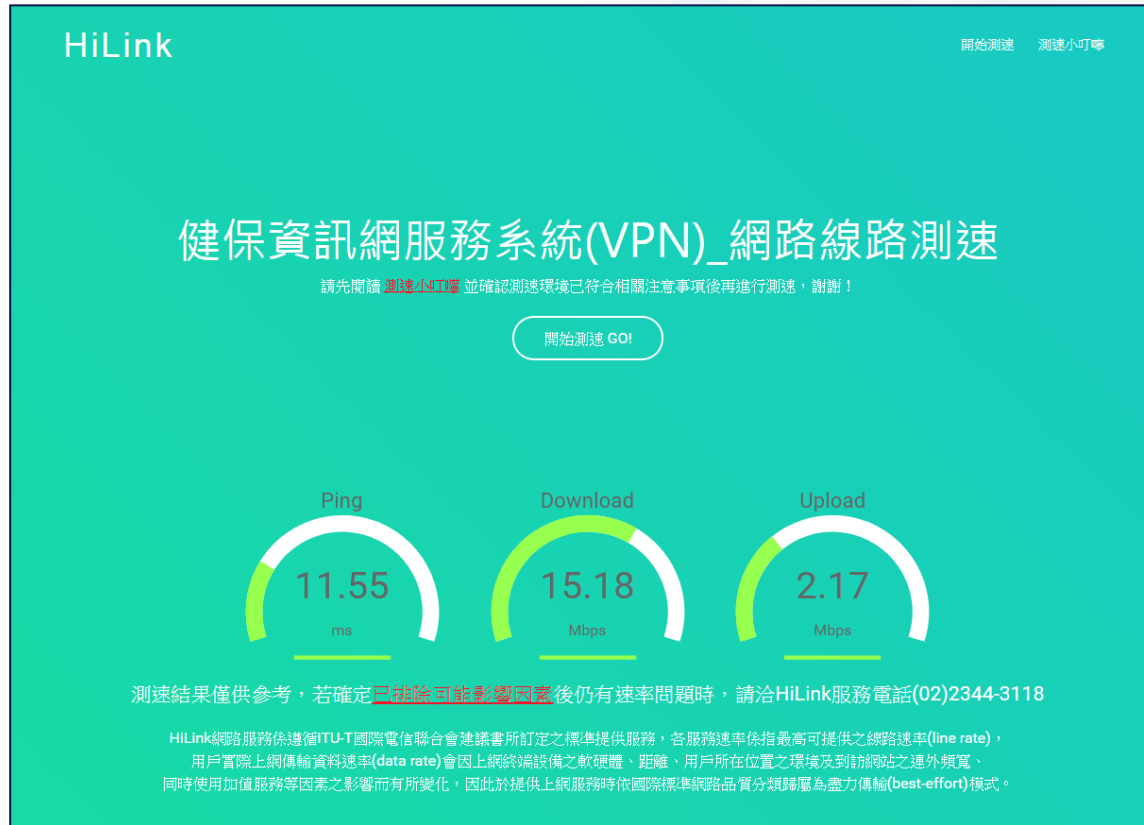 HiLink
開始測速 測速小叮嚀
健保資訊網服務系統(VPN)_網路線路測速
請先閱讀 測速小叮嚀 並確認測速環境已符合相關注意事項後再進行測速，謝謝！
開始測速 GO!
Ping Download Upload
11.55 15.18 2.17
ms Mbps Mbps
測速結果僅供參考，若確定已排除可能影響因素後仍有速率問題時，請洽HiLink服務電話(02)2344-3118
HiLink網路服務係遵循ITU-T國際電信聯合會建議書所訂定之標準提供服務，各服務速率係指最高可提供之線路速率(line rate)，
用戶實際上網傳輸資料速率(data rate)會因上網終端設備之軟硬體、距離、用戶所在位置之環境及到訪網站之連外頻寬、
同時使用加值服務等因素之影響而有所變化，因此於提供上網服務時依國際標準網路品質分類歸屬為盡力傳輸(best-effort)模式。